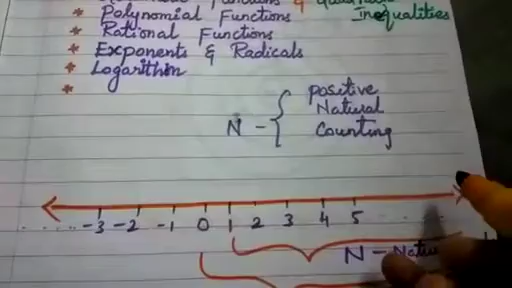 Inequalities
* Polynomial Functions
* Rational Functions
* Exponents & Radicals
* Logarithm
*
N - { Positive
Natural
Counting
..... -3 -2 -1 0 1 2 3 4 5 ....
N -